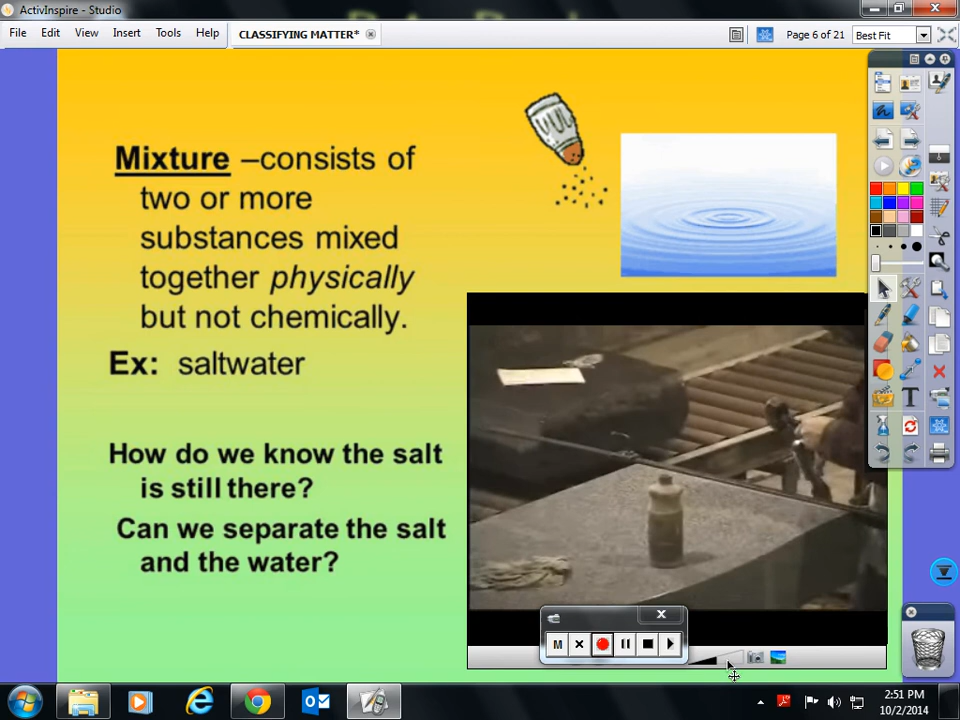 ActivInspire - Studio
File Edit View Insert Tools Help
CLASSIFYING MATTER*
Page 6 of 21
Best Fit
Mixture –consists of
two or more
substances mixed
together physically
but not chemically.
Ex: saltwater
How do we know the salt
is still there?
Can we separate the salt
and the water?
M
T
2:51 PM
10/2/2014